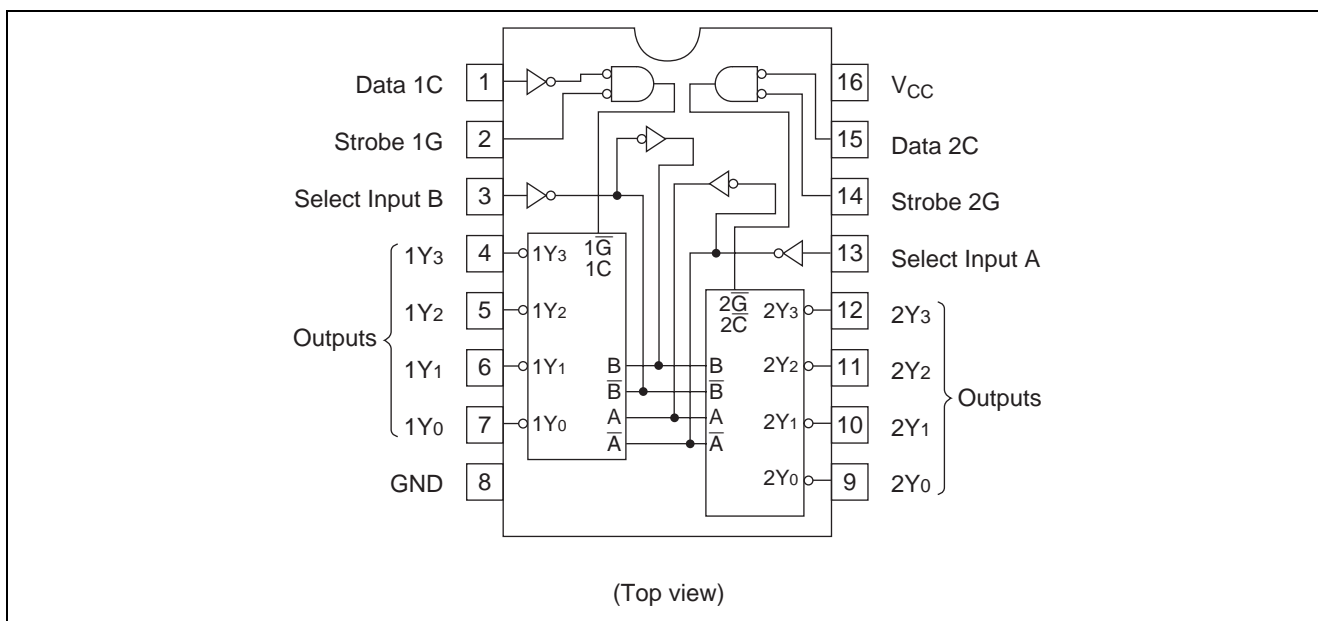 Data 1C 1
Strobe 1G 2
Select Input B 3
Outputs
1Y3 4 1Y3
1Y2 5 1Y2
1Y1 6 1Y1
1Y0 7 1Y0
GND 8
1G̅
1C
B
B̅
A
A̅
2G̅
2C̅
B
B̅
A
A̅
16 VCC
15 Data 2C
14 Strobe 2G
13 Select Input A
2Y3 12 2Y3
2Y2 11 2Y2
2Y1 10 2Y1
2Y0 9 2Y0
Outputs
(Top view)